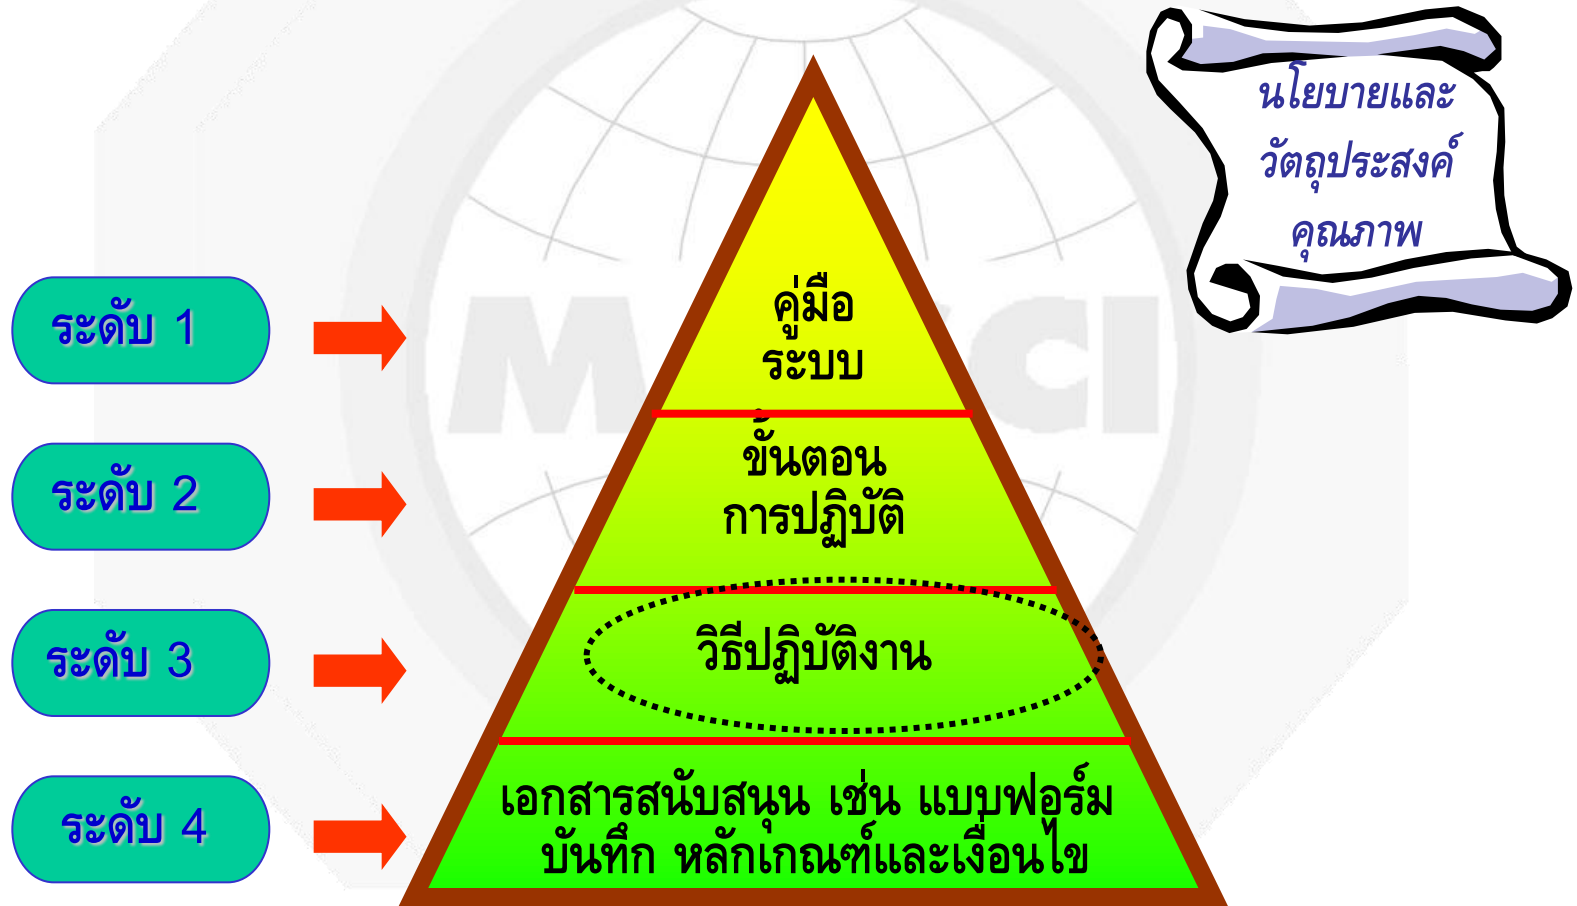 นโยบายและ
วัตถุประสงค์
คุณภาพ
ระดับ 1
คู่มือ
ระบบ
ระดับ 2
ขั้นตอน
การปฏิบัติ
ระดับ 3
วิธีปฏิบัติงาน
ระดับ 4
เอกสารสนับสนุน เช่น แบบฟอร์ม
บันทึก หลักเกณฑ์และเงื่อนไข